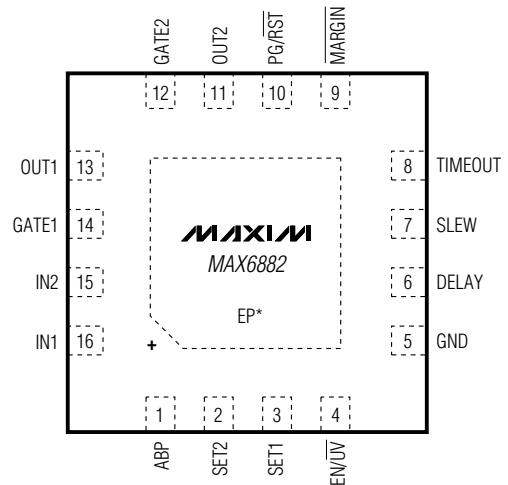 GATE2 OUT2 PG/RST MARGIN
12 11 10 9
OUT1 13 8 TIMEOUT
GATE1 14 7 SLEW
MAXIM
MAX6882
IN2 15 6 DELAY
EP*
IN1 16 + 5 GND
1 2 3 4
ABP SET2 SET1 EN/UV